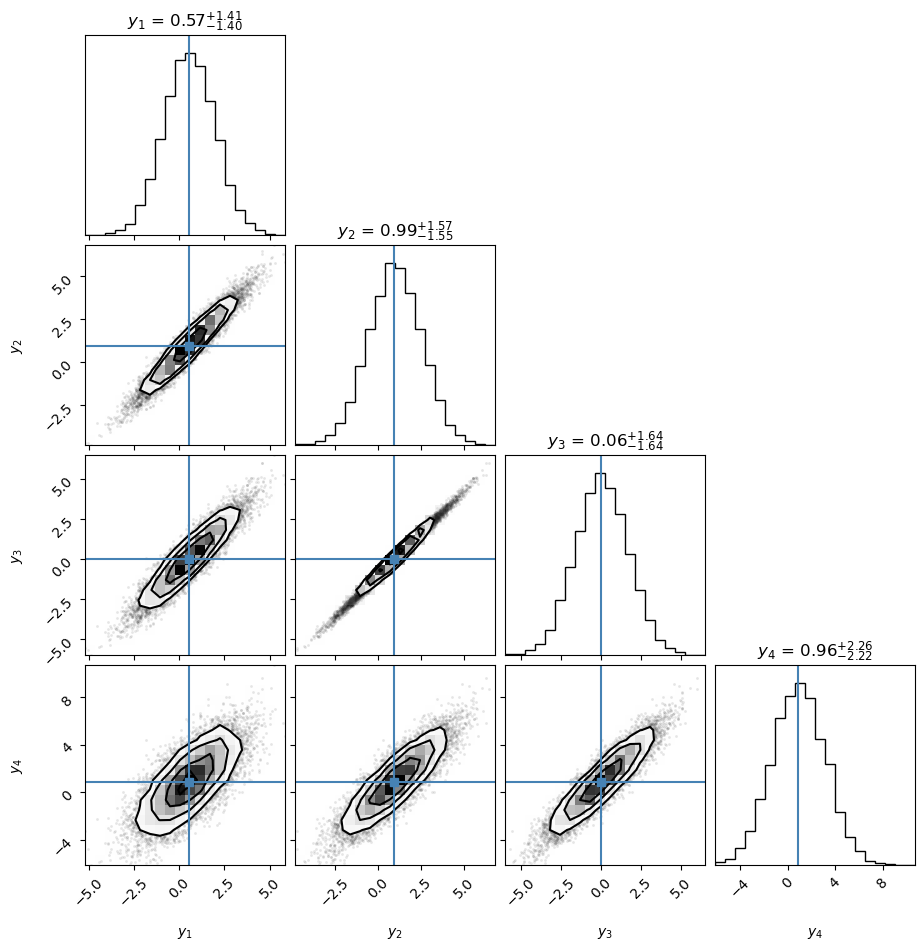 y1 = 0.57+1.41−1.40
y2 = 0.99+1.57−1.55
5.0
2.5
0.0
−2.5
y2
y3 = 0.06+1.64−1.64
5.0
2.5
0.0
−2.5
−5.0
y3
y4 = 0.96+2.26−2.22
8
4
0
−4
y4
−5.0 −2.5 0.0 2.5 5.0
−5.0 −2.5 0.0 2.5 5.0
−5.0 −2.5 0.0 2.5 5.0
−4 0 4 8
y1 y2 y3 y4